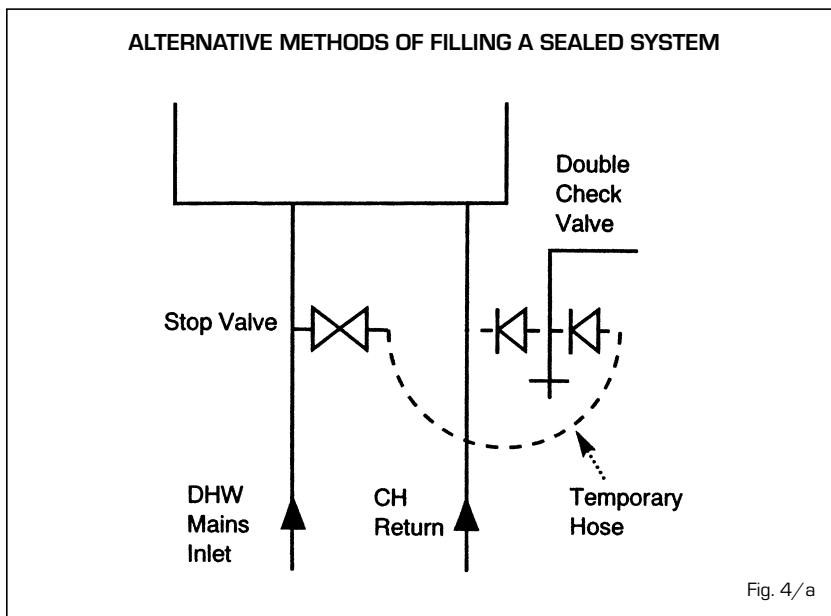 ALTERNATIVE METHODS OF FILLING A SEALED SYSTEM
Double
Check
Valve
Stop Valve
DHW
Mains
Inlet
CH
Return
Temporary
Hose
Fig. 4/a